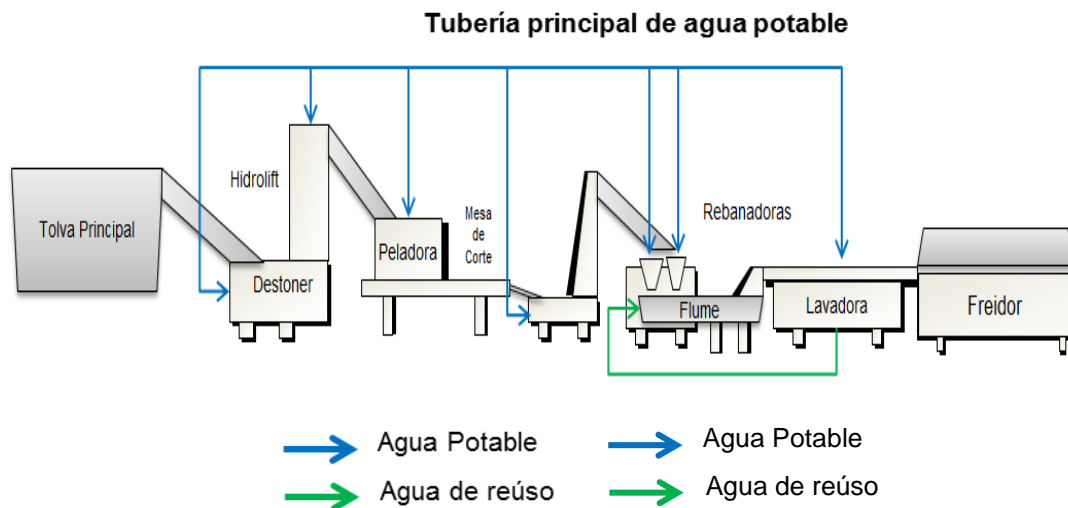 Tubería principal de agua potable
Hidrolift
Tolva Principal
Destoner
Peladora
Mesa
de
Corte
Rebanadoras
Flume
Lavadora
Freidor
Agua Potable
Agua Potable
Agua de reúso
Agua de reúso